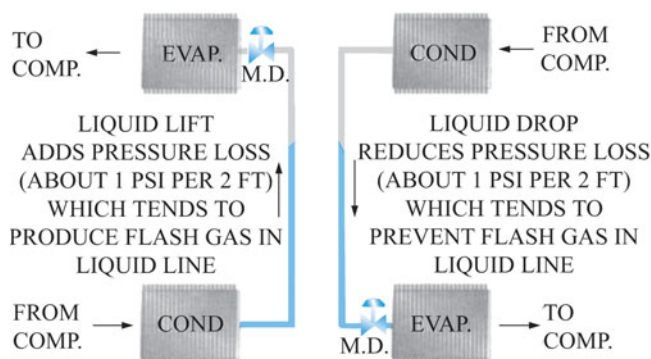 TO
COMP.
EVAP.
M.D.
LIQUID LIFT
ADDS PRESSURE LOSS
(ABOUT 1 PSI PER 2 FT)
WHICH TENDS TO
PRODUCE FLASH GAS IN
LIQUID LINE
FROM
COMP.
COND
COND
FROM
COMP.
LIQUID DROP
REDUCES PRESSURE LOSS
(ABOUT 1 PSI PER 2 FT)
WHICH TENDS TO
PREVENT FLASH GAS IN
LIQUID LINE
M.D.
EVAP.
TO
COMP.